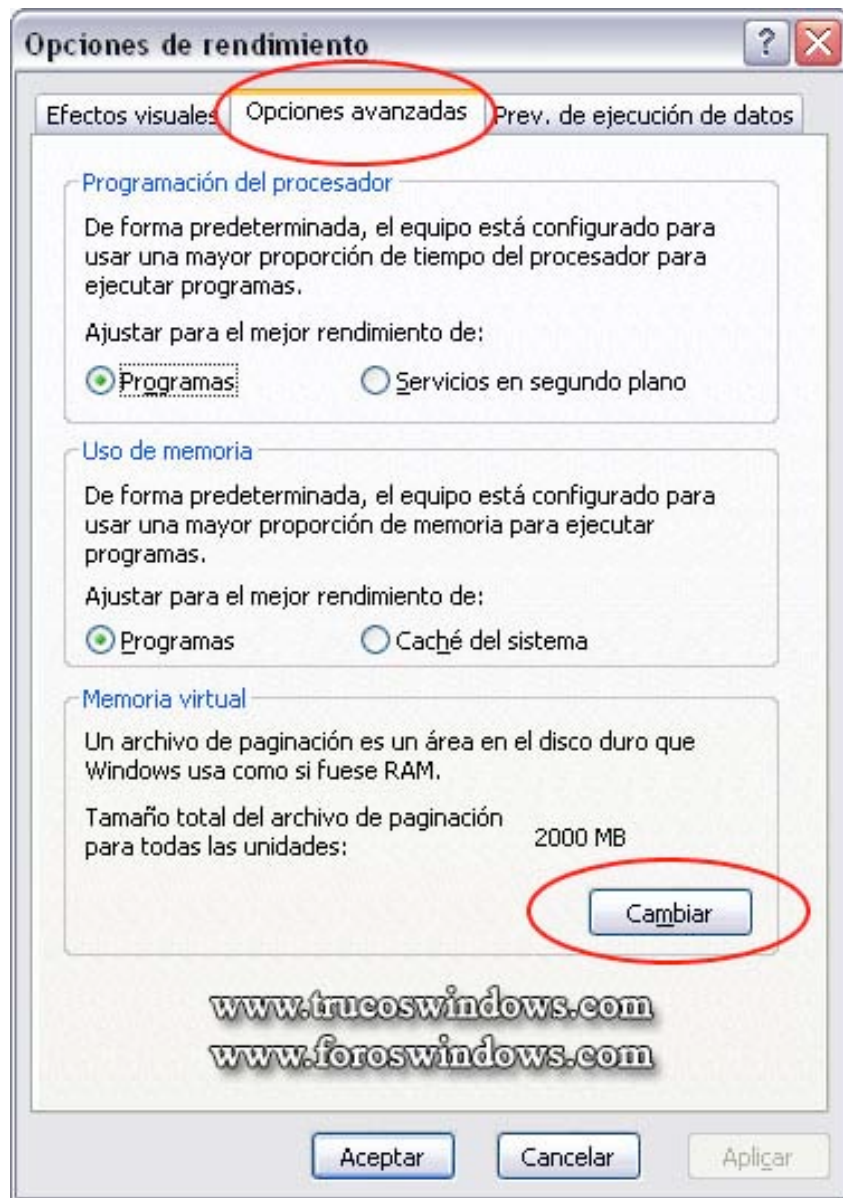 Opciones de rendimiento
Efectos visuales
Opciones avanzadas
Prev. de ejecución de datos
Programación del procesador
De forma predeterminada, el equipo está configurado para
usar una mayor proporción de tiempo del procesador para
ejecutar programas.
Ajustar para el mejor rendimiento de:
Programas
Servicios en segundo plano
Uso de memoria
De forma predeterminada, el equipo está configurado para
usar una mayor proporción de memoria para ejecutar
programas.
Ajustar para el mejor rendimiento de:
Programas
Caché del sistema
Memoria virtual
Un archivo de paginación es un área en el disco duro que
Windows usa como si fuese RAM.
Tamaño total del archivo de paginación
para todas las unidades:
2000 MB
Cambiar
www.trucoswindows.com
www.foroswindows.com
Aceptar
Cancelar
Aplicar